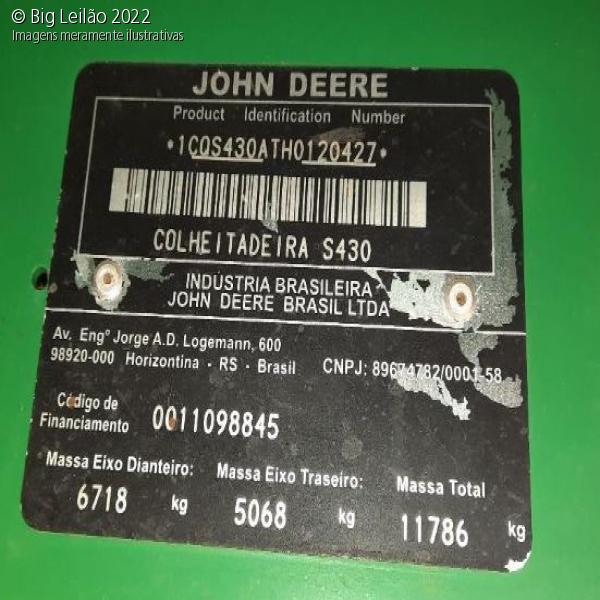 © Big Leilão 2022
Imagens meramente ilustrativas
JOHN DEERE
Product Identification Number
*1CQS430ATH0120427*
COLHEITADEIRA S430
INDÚSTRIA BRASILEIRA
JOHN DEERE BRASIL LTDA
Av. Engº Jorge A.D. Logemann, 600
98920-000 Horizontina - RS - Brasil CNPJ: 89674782/0001-58
Código de
Financiamento 0011098845
Massa Eixo Dianteiro: Massa Eixo Traseiro: Massa Total
6718 kg 5068 kg 11786 kg